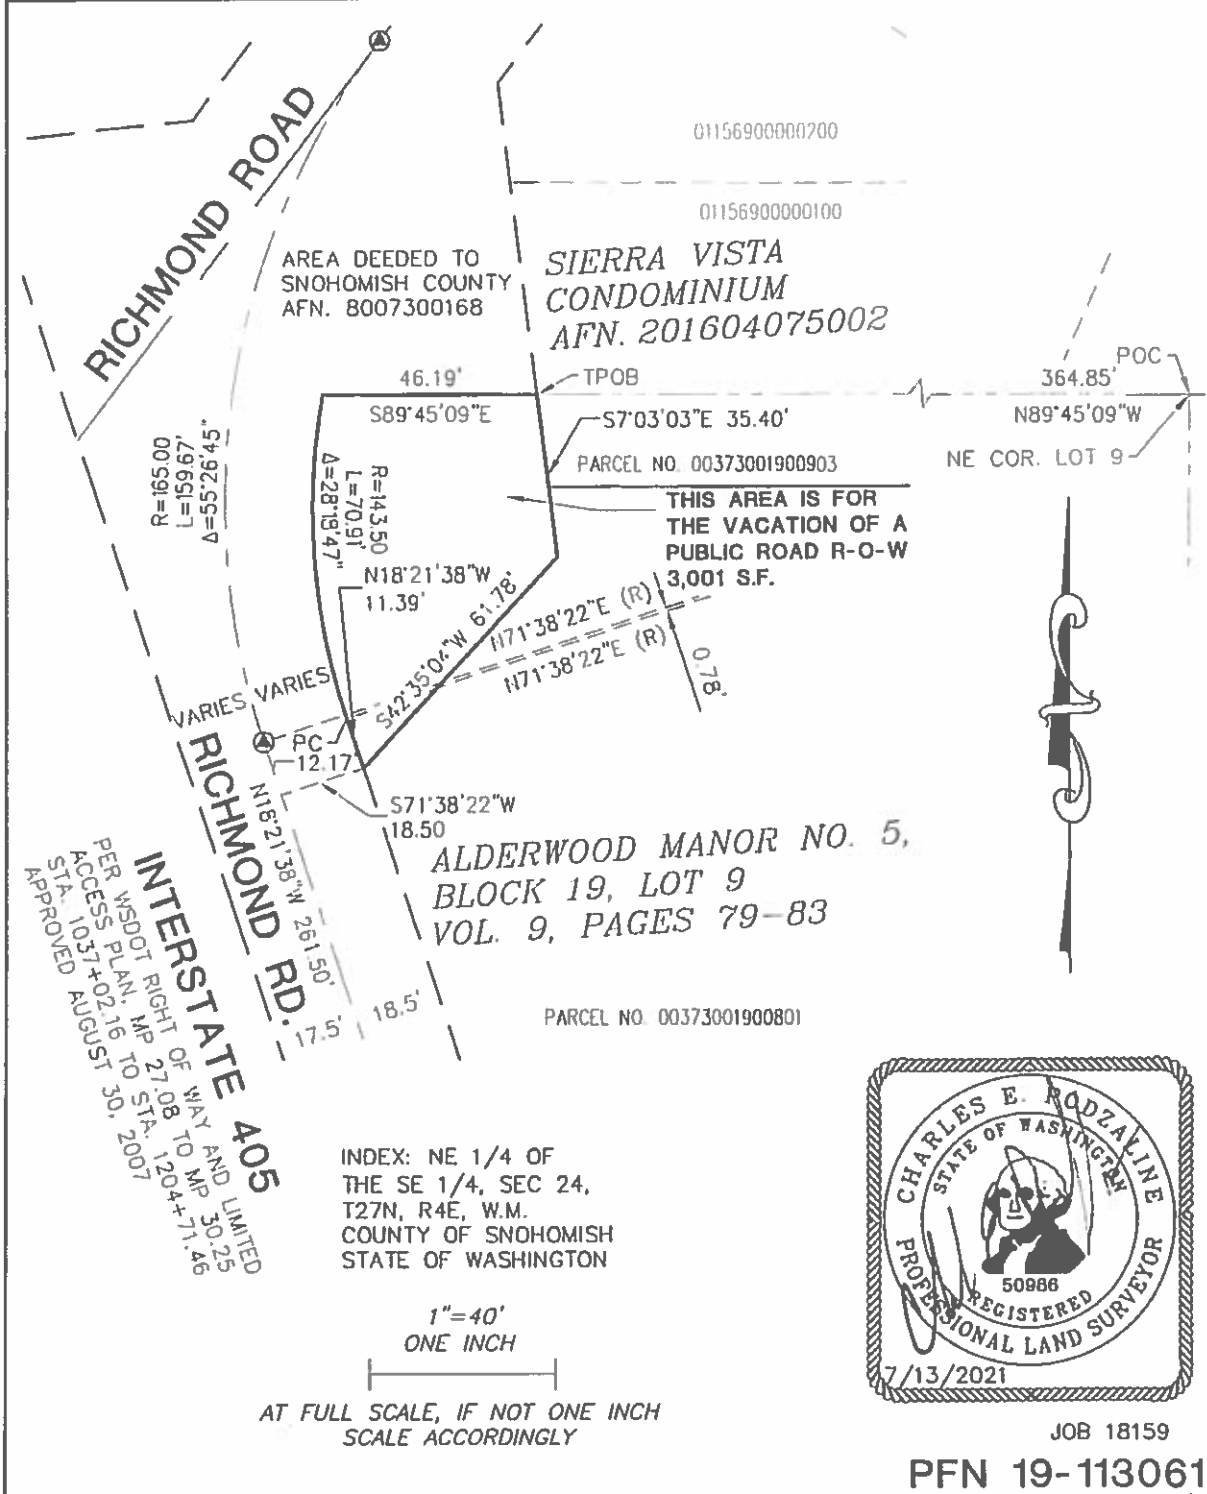 RICHMOND ROAD
01156900000200
01156900000100
AREA DEEDED TO
SNOHOMISH COUNTY
AFN. 8007300168
SIERRA VISTA
CONDOMINIUM
AFN. 201604075002
46.19'
S89°45'09"E
TPOB
364.85'
N89°45'09"W
POC
NE COR. LOT 9
S7°03'03"E 35.40'
PARCEL NO. 00373001900903
THIS AREA IS FOR
THE VACATION OF A
PUBLIC ROAD R-O-W
3,001 S.F.
R=165.00
L=159.67'
Δ=55°26'45"
R=143.50
L=70.91'
Δ=28°18'47"
N18°21'38"W
11.39'
S42°35'04"W 61.78'
N71°38'22"E (R)
N71°38'22"E (R)
0.78'
VARIES VARIES
PC
12.17'
S71°38'22"W
18.50
RICHMOND RD.
N18°21'38"W 261.50'
17.5'
18.5'
ALDERWOOD MANOR NO. 5,
BLOCK 19, LOT 9
VOL. 9, PAGES 79-83
PARCEL NO. 00373001900801
INTERSTATE 405
PER WSDOT RIGHT OF WAY AND LIMITED
ACCESS PLAN, MP 27.08 TO MP 30.25
STA. 1037+02.16 TO STA. 1204+71.46
APPROVED AUGUST 30, 2007
INDEX: NE 1/4 OF
THE SE 1/4, SEC 24,
T27N, R4E, W.M.
COUNTY OF SNOHOMISH
STATE OF WASHINGTON
1"=40'
ONE INCH
AT FULL SCALE, IF NOT ONE INCH
SCALE ACCORDINGLY
CHARLES E. RODZALINE
STATE OF WASHINGTON
50986
REGISTERED
PROFESSIONAL LAND SURVEYOR
7/13/2021
JOB 18159
PFN 19-113061